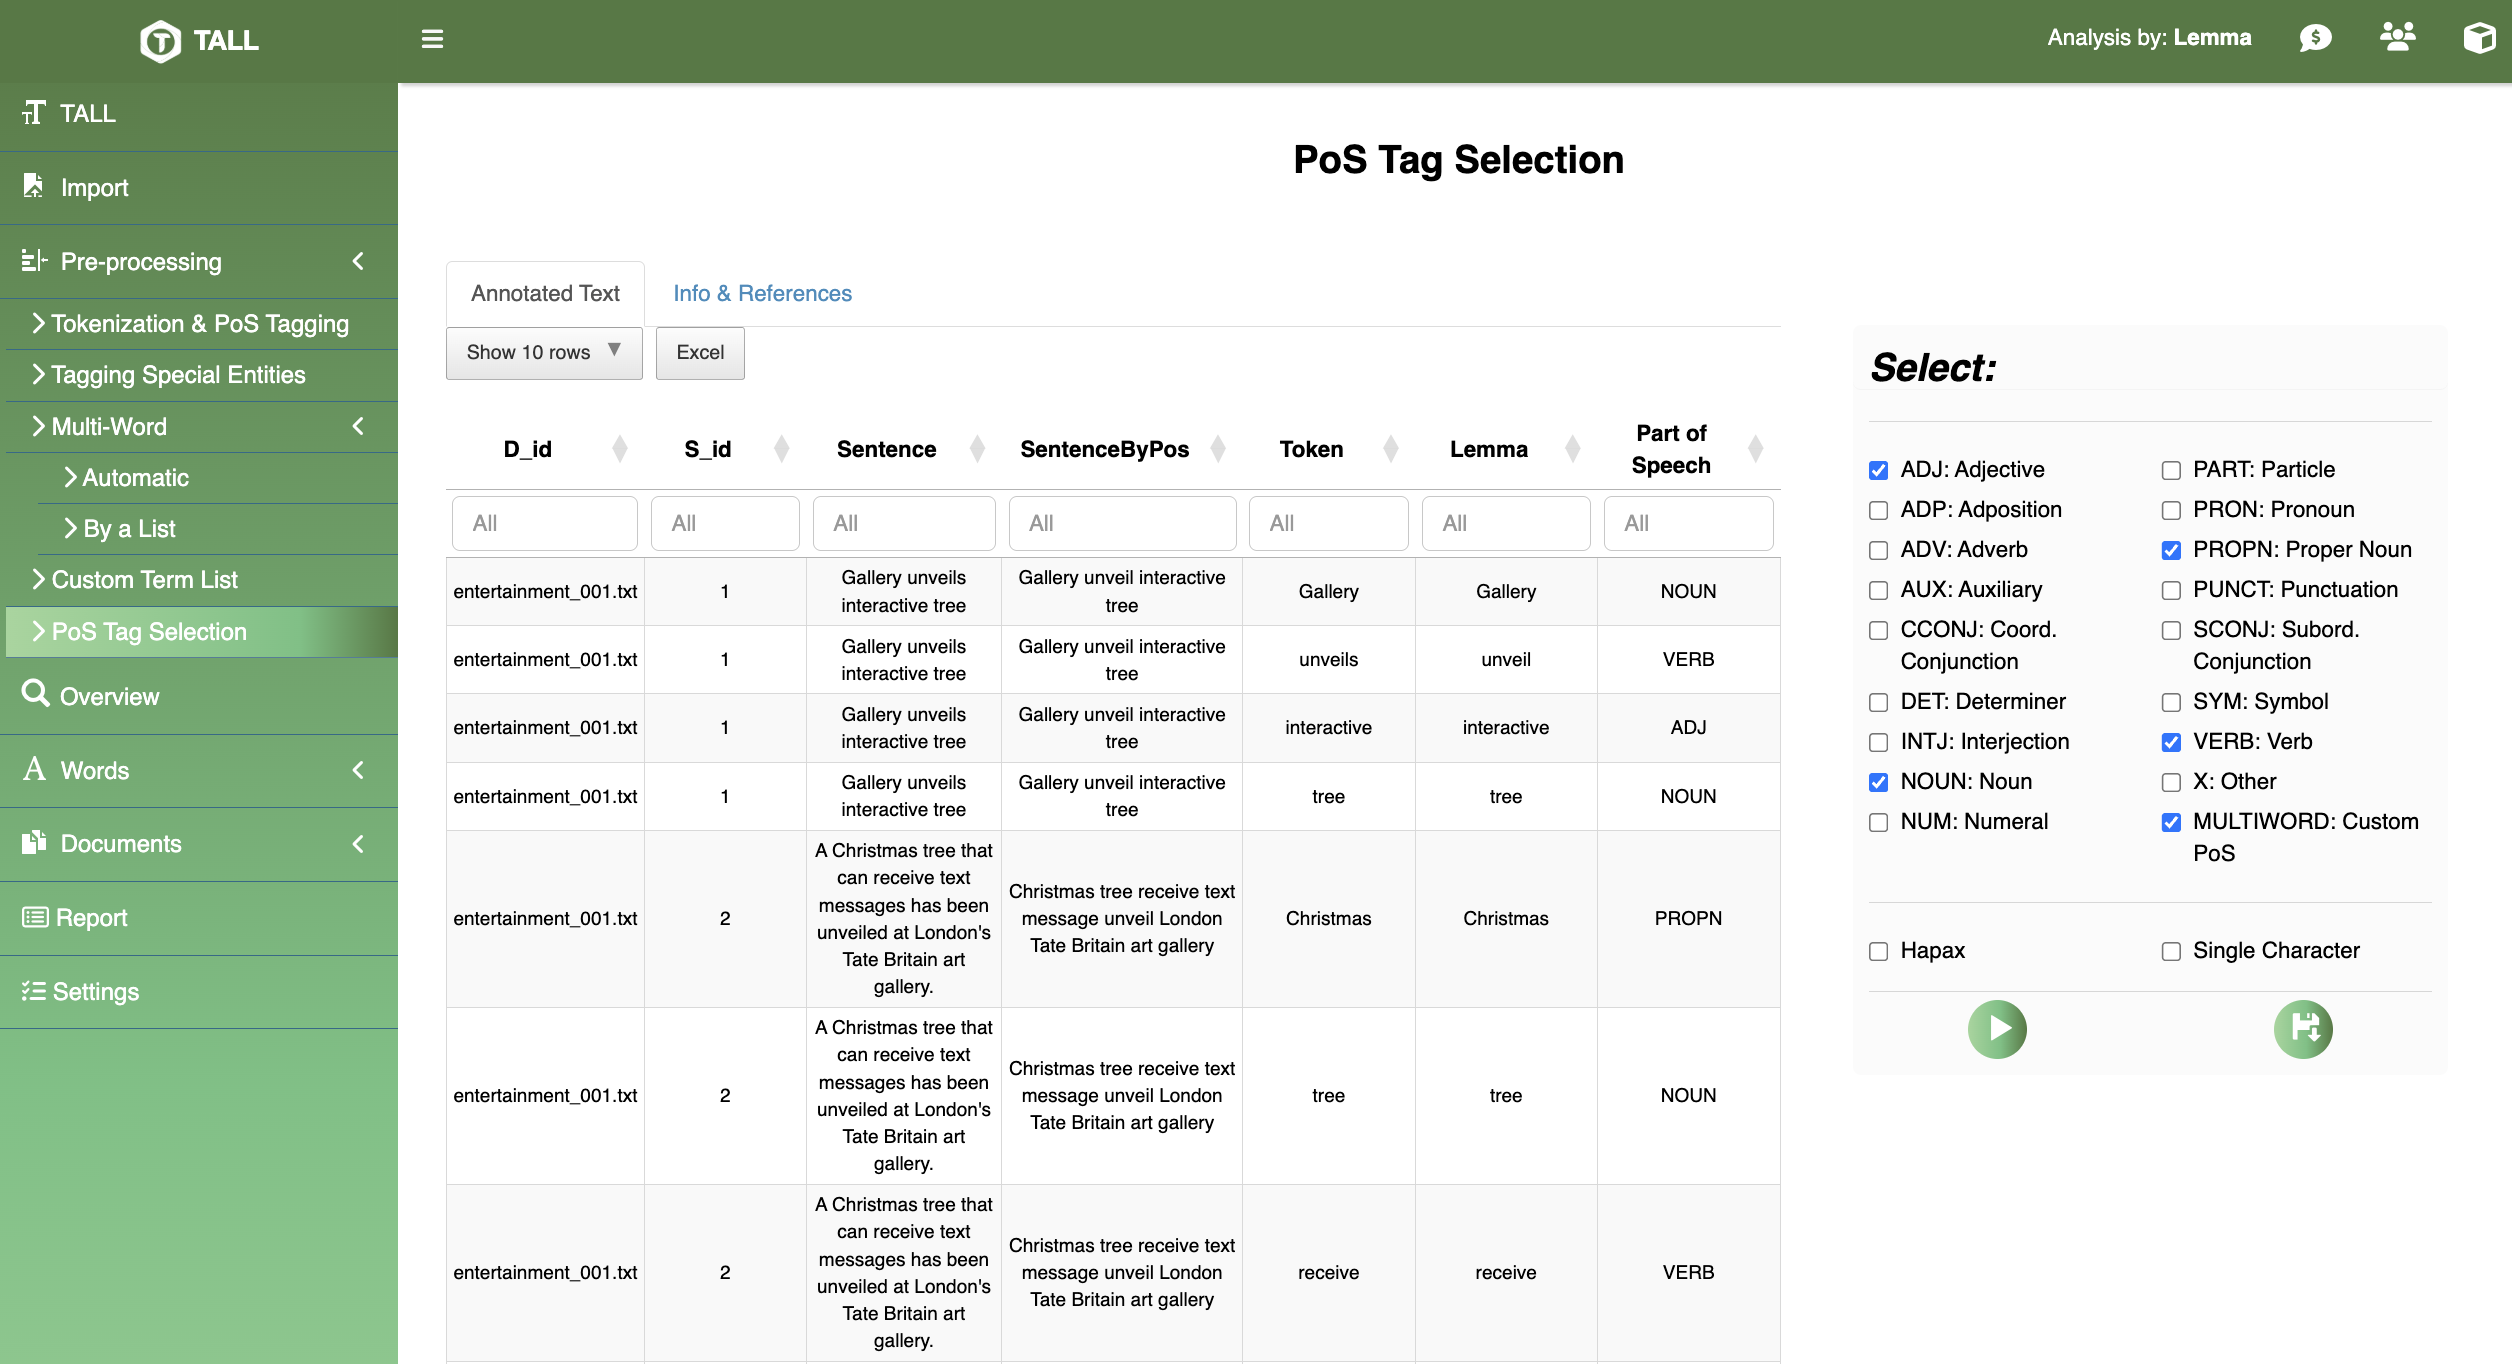 TALL
Analysis by: Lemma
TALL
Import
Pre-processing
Tokenization & PoS Tagging
Tagging Special Entities
Multi-Word
Automatic
By a List
Custom Term List
PoS Tag Selection
Overview
Words
Documents
Report
Settings
PoS Tag Selection
Annotated Text
Info & References
Show 10 rows
Excel
D_id
S_id
Sentence
SentenceByPos
Token
Lemma
Part of
Speech
All
All
All
All
All
All
All
entertainment_001.txt
1
Gallery unveils
interactive tree
Gallery unveil interactive
tree
Gallery
Gallery
NOUN
entertainment_001.txt
1
Gallery unveils
interactive tree
Gallery unveil interactive
tree
unveils
unveil
VERB
entertainment_001.txt
1
Gallery unveils
interactive tree
Gallery unveil interactive
tree
interactive
interactive
ADJ
entertainment_001.txt
1
Gallery unveils
interactive tree
Gallery unveil interactive
tree
tree
tree
NOUN
entertainment_001.txt
2
A Christmas tree that
can receive text
messages has been
unveiled at London's
Tate Britain art
gallery.
Christmas tree receive text
message unveil London
Tate Britain art gallery
Christmas
Christmas
PROPN
entertainment_001.txt
2
A Christmas tree that
can receive text
messages has been
unveiled at London's
Tate Britain art
gallery.
Christmas tree receive text
message unveil London
Tate Britain art gallery
tree
tree
NOUN
entertainment_001.txt
2
A Christmas tree that
can receive text
messages has been
unveiled at London's
Tate Britain art
gallery.
Christmas tree receive text
message unveil London
Tate Britain art gallery
receive
receive
VERB
Select:
ADJ: Adjective
ADP: Adposition
ADV: Adverb
AUX: Auxiliary
CCONJ: Coord.
Conjunction
DET: Determiner
INTJ: Interjection
NOUN: Noun
NUM: Numeral
PART: Particle
PRON: Pronoun
PROPN: Proper Noun
PUNCT: Punctuation
SCONJ: Subord.
Conjunction
SYM: Symbol
VERB: Verb
X: Other
MULTIWORD: Custom
PoS
Hapax
Single Character